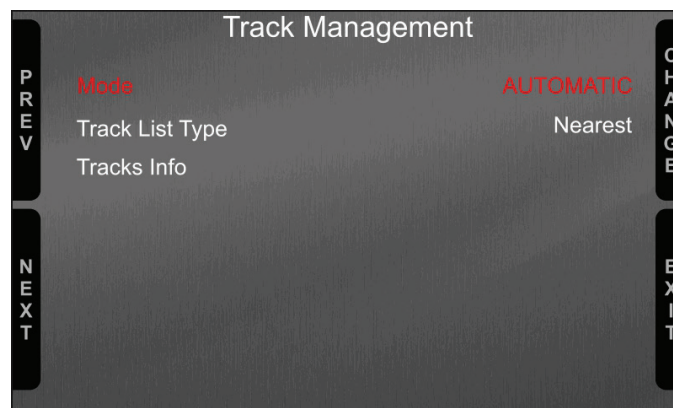 Track Management
PREV
CHANGE
Mode AUTOMATIC
Track List Type Nearest
Tracks Info
NEXT
EXIT